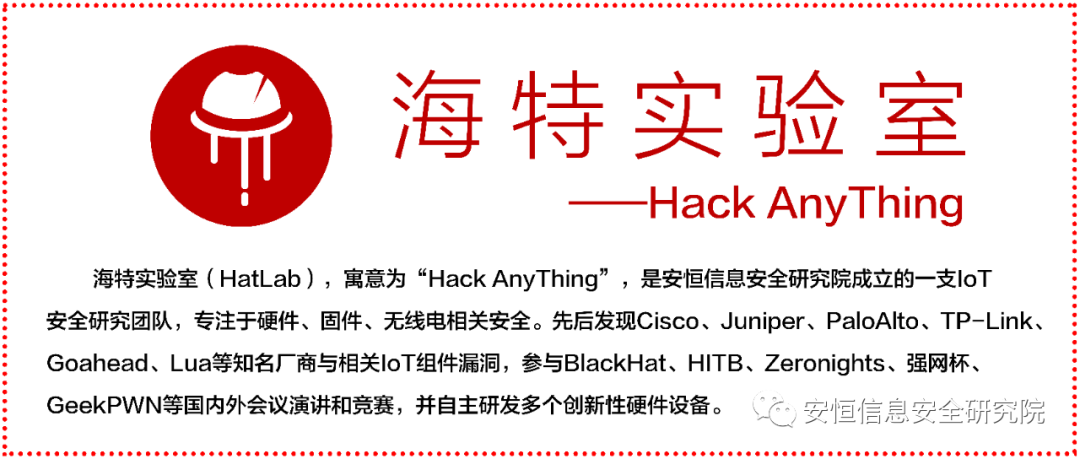 海特实验室
——Hack AnyThing
海特实验室（HatLab），寓意为“Hack AnyThing”，是安恒信息安全研究院成立的一支IoT
安全研究团队，专注于硬件、固件、无线电相关安全。先后发现Cisco、Juniper、PaloAlto、TP-Link、
Goahead、Lua等知名厂商与相关IoT组件漏洞，参与BlackHat、HITB、Zeronights、强网杯、
GeekPWN等国内外会议演讲和竞赛，并自主研发多个创新性硬件设备。
安恒信息安全研究院